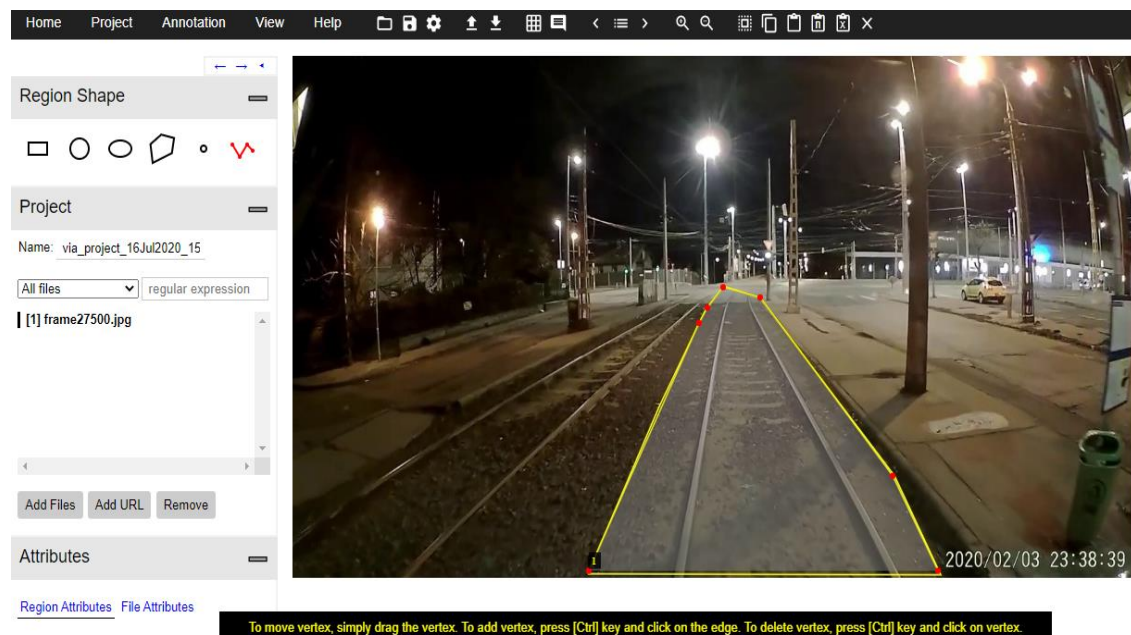 Home Project Annotation View Help
Region Shape
Project
Name: via_project_16Jul2020_15
All files regular expression
[1] frame27500.jpg
Add Files Add URL Remove
Attributes
Region Attributes File Attributes
1
2020/02/03 23:38:39
To move vertex, simply drag the vertex. To add vertex, press [Ctrl] key and click on the edge. To delete vertex, press [Ctrl] key and click on vertex.